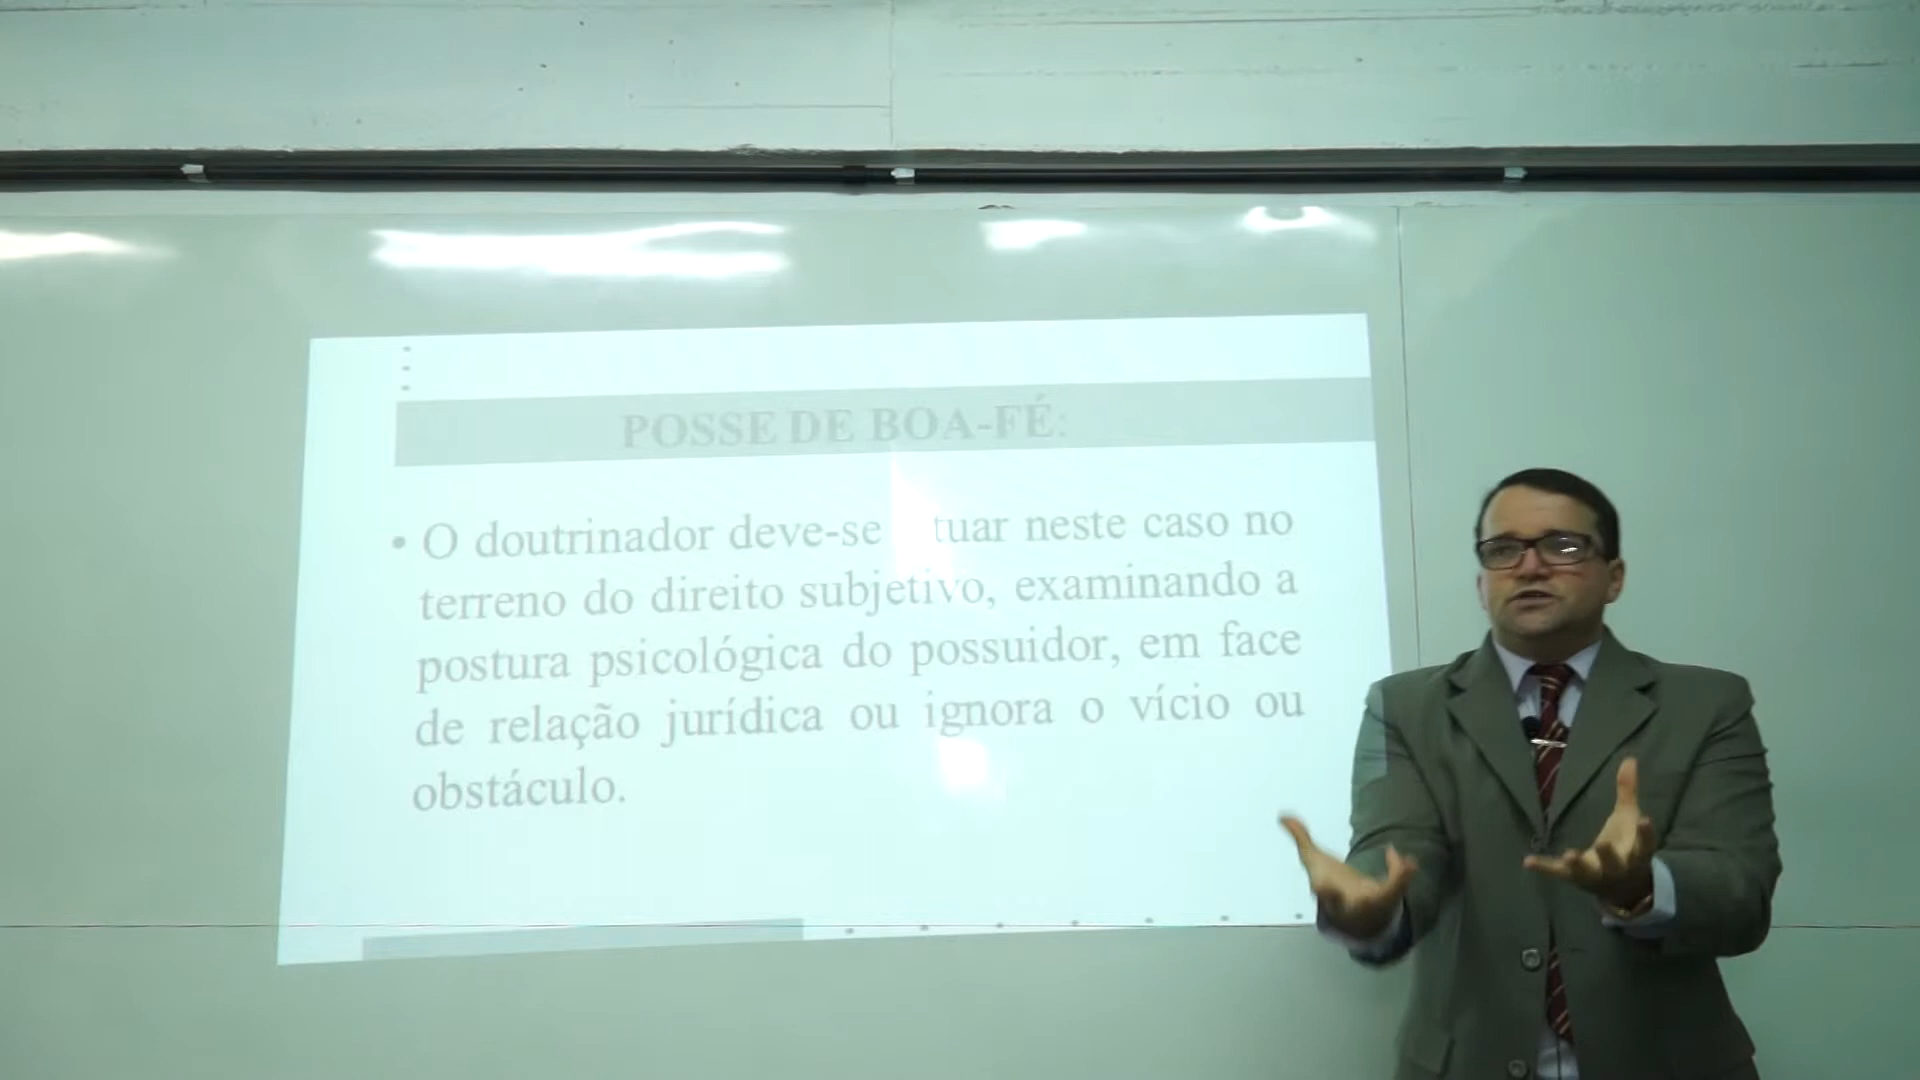 POSSE DE BOA-FÉ:
• O doutrinador deve-se tuar neste caso no
terreno do direito subjetivo, examinando a
postura psicológica do possuidor, em face
de relação jurídica ou ignora o vício ou
obstáculo.